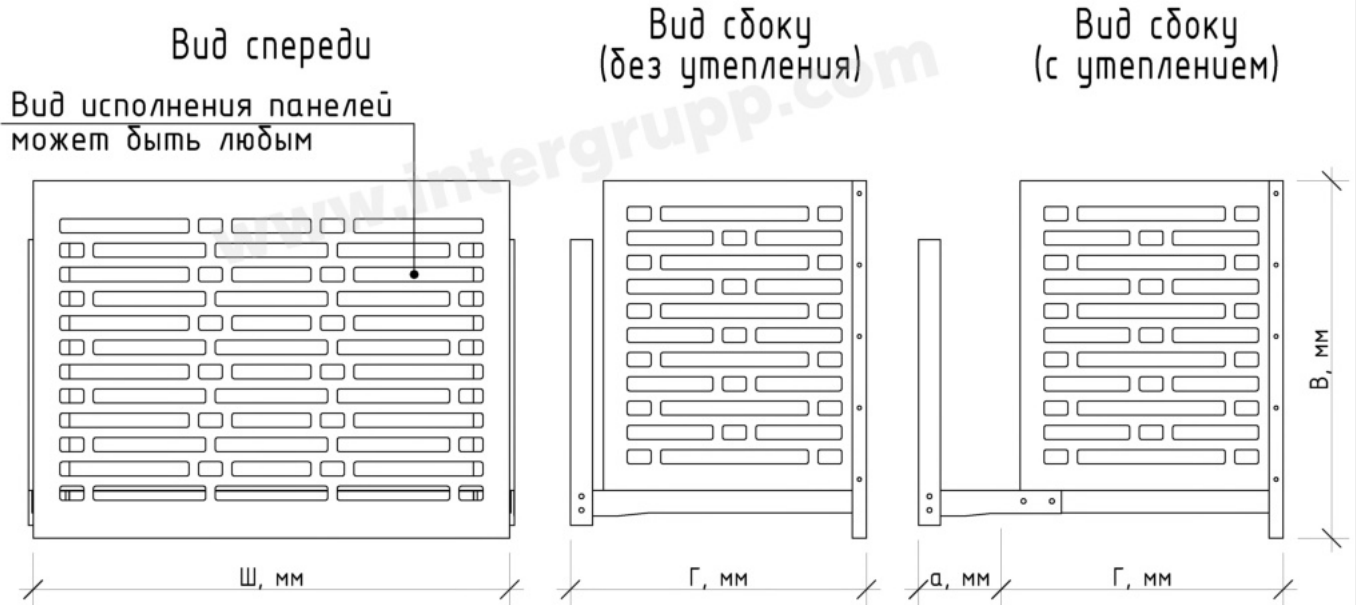 Вид спереди
Вид исполнения панелей
может быть любым
Ш, мм
Вид сбоку
(без утепления)
Г, мм
Вид сбоку
(с утеплением)
а, мм
Г, мм
В, мм
www.intergrupp.com